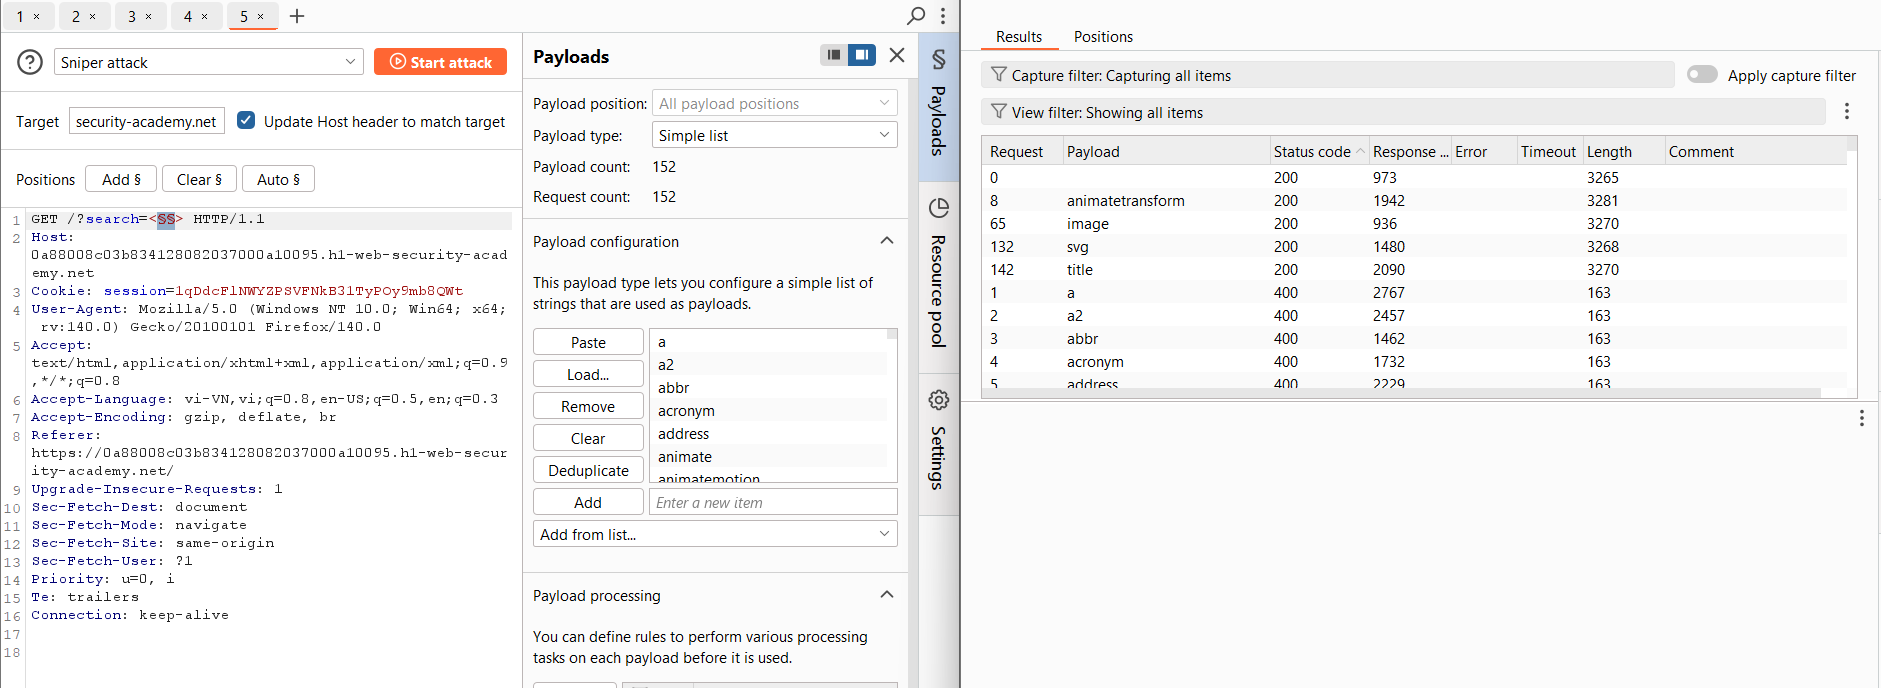 1 × 2 × 3 × 4 × 5 × +
Sniper attack
Start attack
Target
security-academy.net
Update Host header to match target
Positions
Add §
Clear §
Auto §
1 GET /?search=<§§> HTTP/1.1
2 Host:
0a88008c03b834128082037000a10095.h1-web-security-acad
emy.net
3 Cookie: session=1qDdcFlNWYZPSVFNkB31TyPOy9mb8QWt
4 User-Agent: Mozilla/5.0 (Windows NT 10.0; Win64; x64;
rv:140.0) Gecko/20100101 Firefox/140.0
5 Accept:
text/html,application/xhtml+xml,application/xml;q=0.9
,*/*;q=0.8
6 Accept-Language: vi-VN,vi;q=0.8,en-US;q=0.5,en;q=0.3
7 Accept-Encoding: gzip, deflate, br
8 Referer:
https://0a88008c03b834128082037000a10095.h1-web-secur
ity-academy.net/
9 Upgrade-Insecure-Requests: 1
10 Sec-Fetch-Dest: document
11 Sec-Fetch-Mode: navigate
12 Sec-Fetch-Site: same-origin
13 Sec-Fetch-User: ?1
14 Priority: u=0, i
15 Te: trailers
16 Connection: keep-alive
17
18
Payloads
Payload position: All payload positions
Payload type: Simple list
Payload count: 152
Request count: 152
Payload configuration
This payload type lets you configure a simple list of
strings that are used as payloads.
Paste
Load...
Remove
Clear
Deduplicate
Add
a
a2
abbr
acronym
address
animate
animatemotion
Enter a new item
Add from list...
Payload processing
You can define rules to perform various processing
tasks on each payload before it is used.
§ Payloads
Resource pool
Settings
Results Positions
Capture filter: Capturing all items
Apply capture filter
View filter: Showing all items
Request Payload Status code Response ... Error Timeout Length Comment
0 200 973 3265
8 animatetransform 200 1942 3281
65 image 200 936 3270
132 svg 200 1480 3268
142 title 200 2090 3270
1 a 400 2767 163
2 a2 400 2457 163
3 abbr 400 1462 163
4 acronym 400 1732 163
5 address 400 2229 163